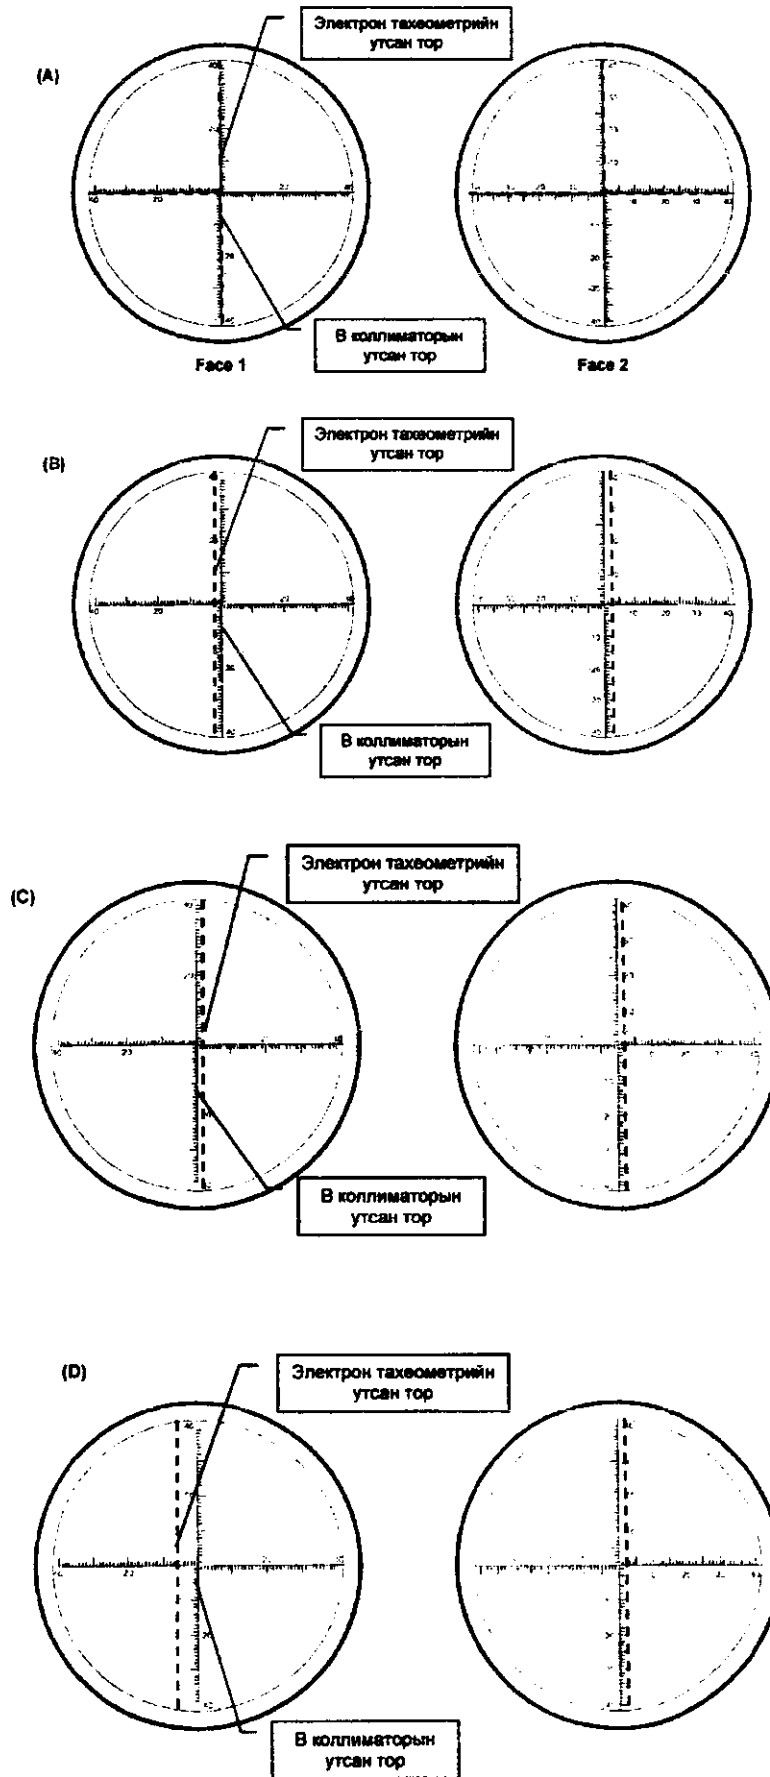 Электрон тахеометрийн
утсан тор
(A)
В коллиматорын
утсан тор
Face 1
Face 2
Электрон тахеометрийн
утсан тор
(B)
В коллиматорын
утсан тор
Электрон тахеометрийн
утсан тор
(C)
В коллиматорын
утсан тор
(D)
Электрон тахеометрийн
утсан тор
В коллиматорын
утсан тор